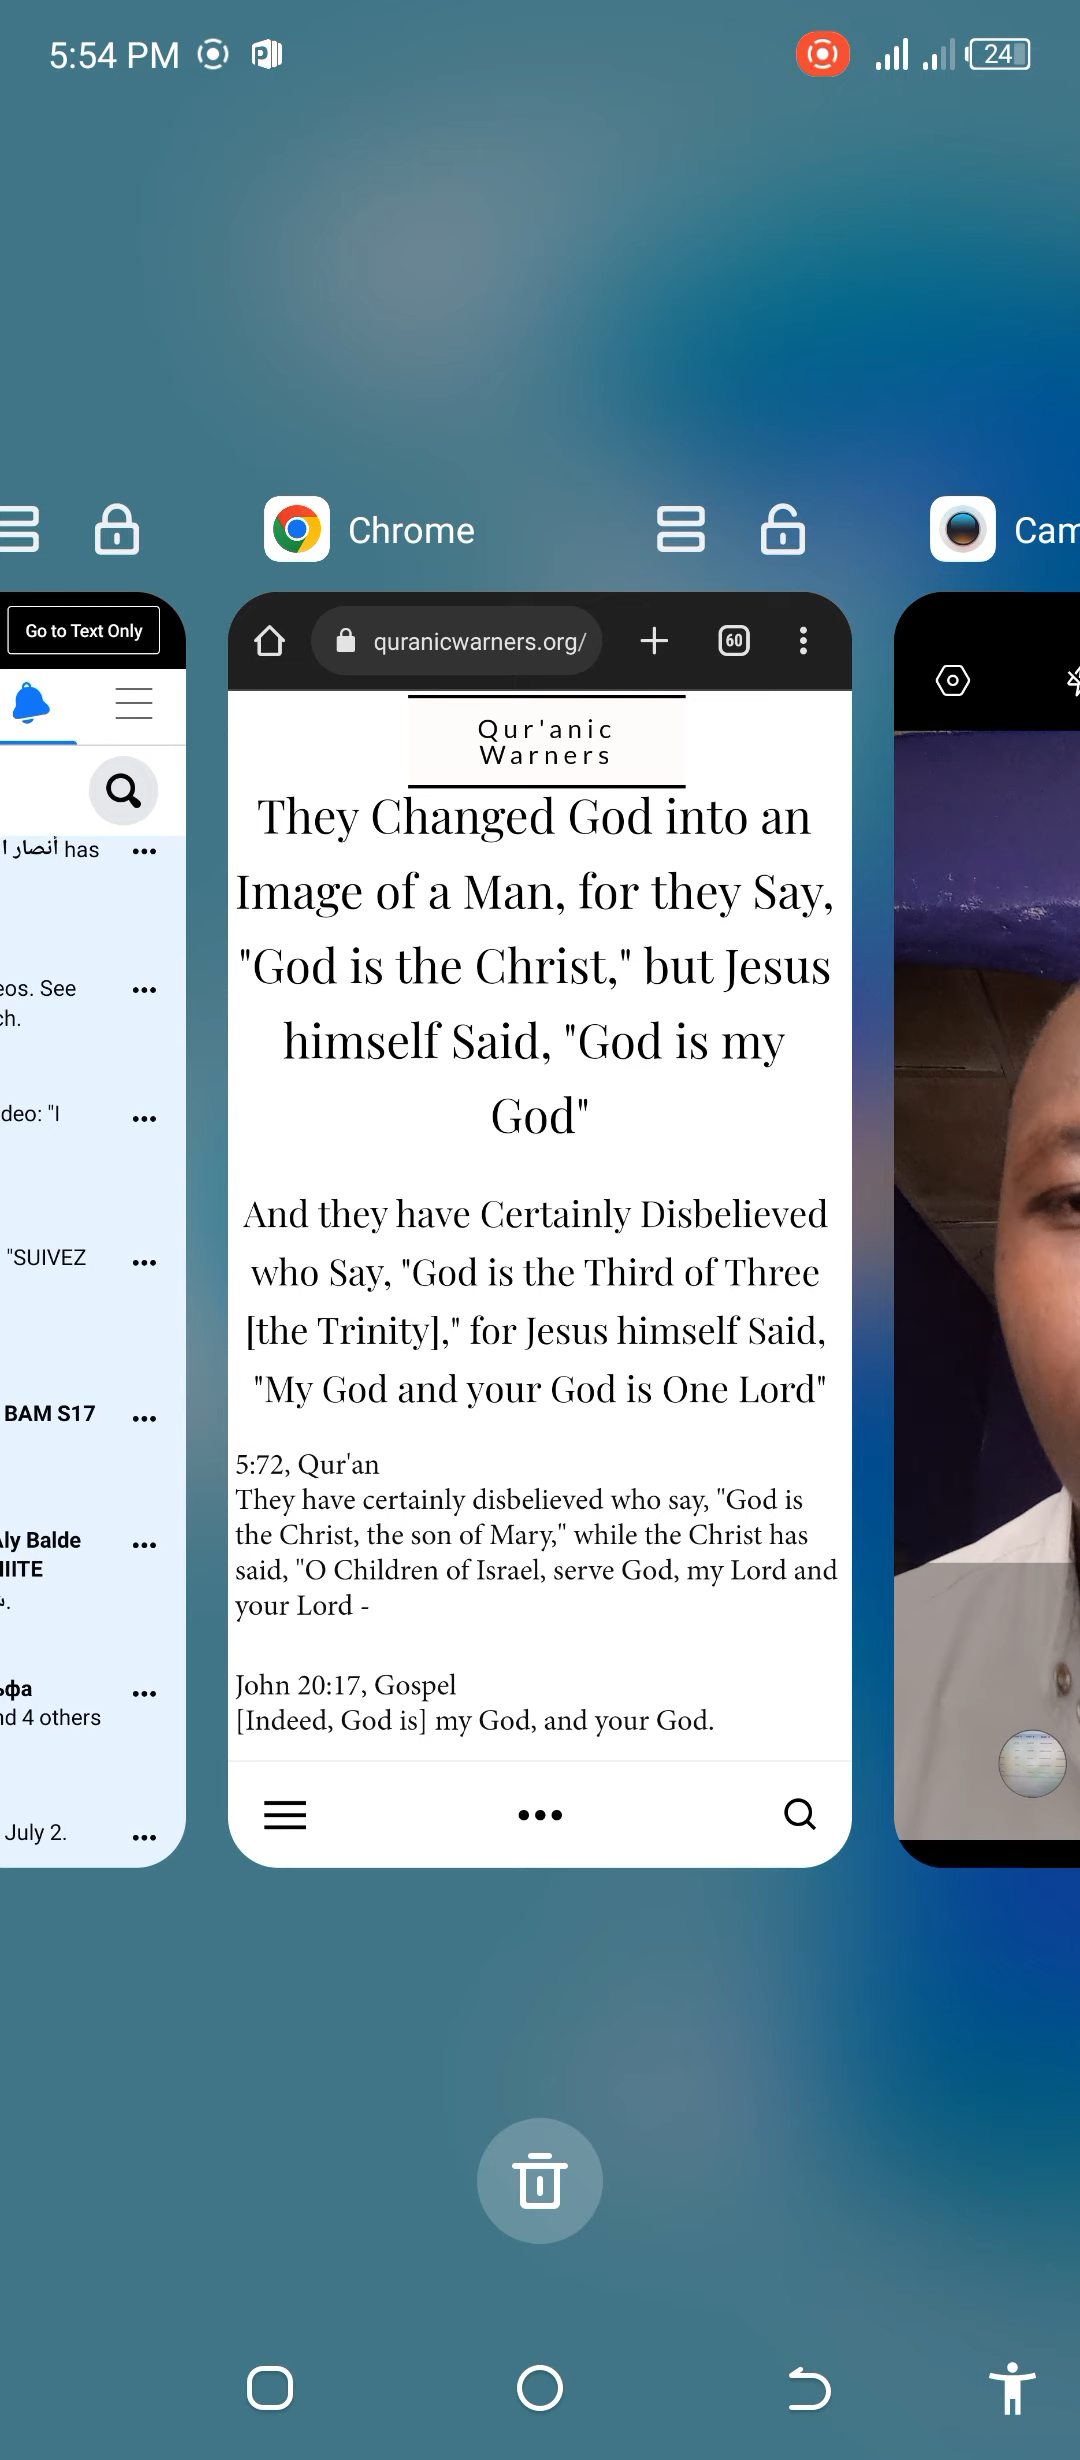 5:54 PM
24
Chrome
Cam
Go to Text Only
quranicwarners.org/
60
Qur'anic
Warners
They Changed God into an
Image of a Man, for they Say,
"God is the Christ," but Jesus
himself Said, "God is my
God"
And they have Certainly Disbelieved
who Say, "God is the Third of Three
[the Trinity]," for Jesus himself Said,
"My God and your God is One Lord"
5:72, Qur'an
They have certainly disbelieved who say, "God is
the Christ, the son of Mary," while the Christ has
said, "O Children of Israel, serve God, my Lord and
your Lord -
John 20:17, Gospel
[Indeed, God is] my God, and your God.
أنصار ا has
eos. See
ch.
deo: "I
"SUIVEZ
BAM S17
Aly Balde
IIITE
ьфа
nd 4 others
July 2.